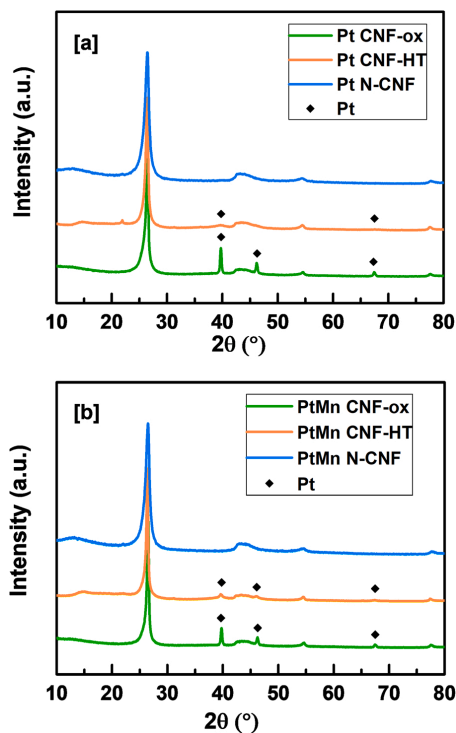 [a]
Pt CNF-ox
Pt CNF-HT
Pt N-CNF
Pt
Intensity (a.u.)
10 20 30 40 50 60 70 80
2θ (°)
[b]
PtMn CNF-ox
PtMn CNF-HT
PtMn N-CNF
Pt
Intensity (a.u.)
10 20 30 40 50 60 70 80
2θ (°)